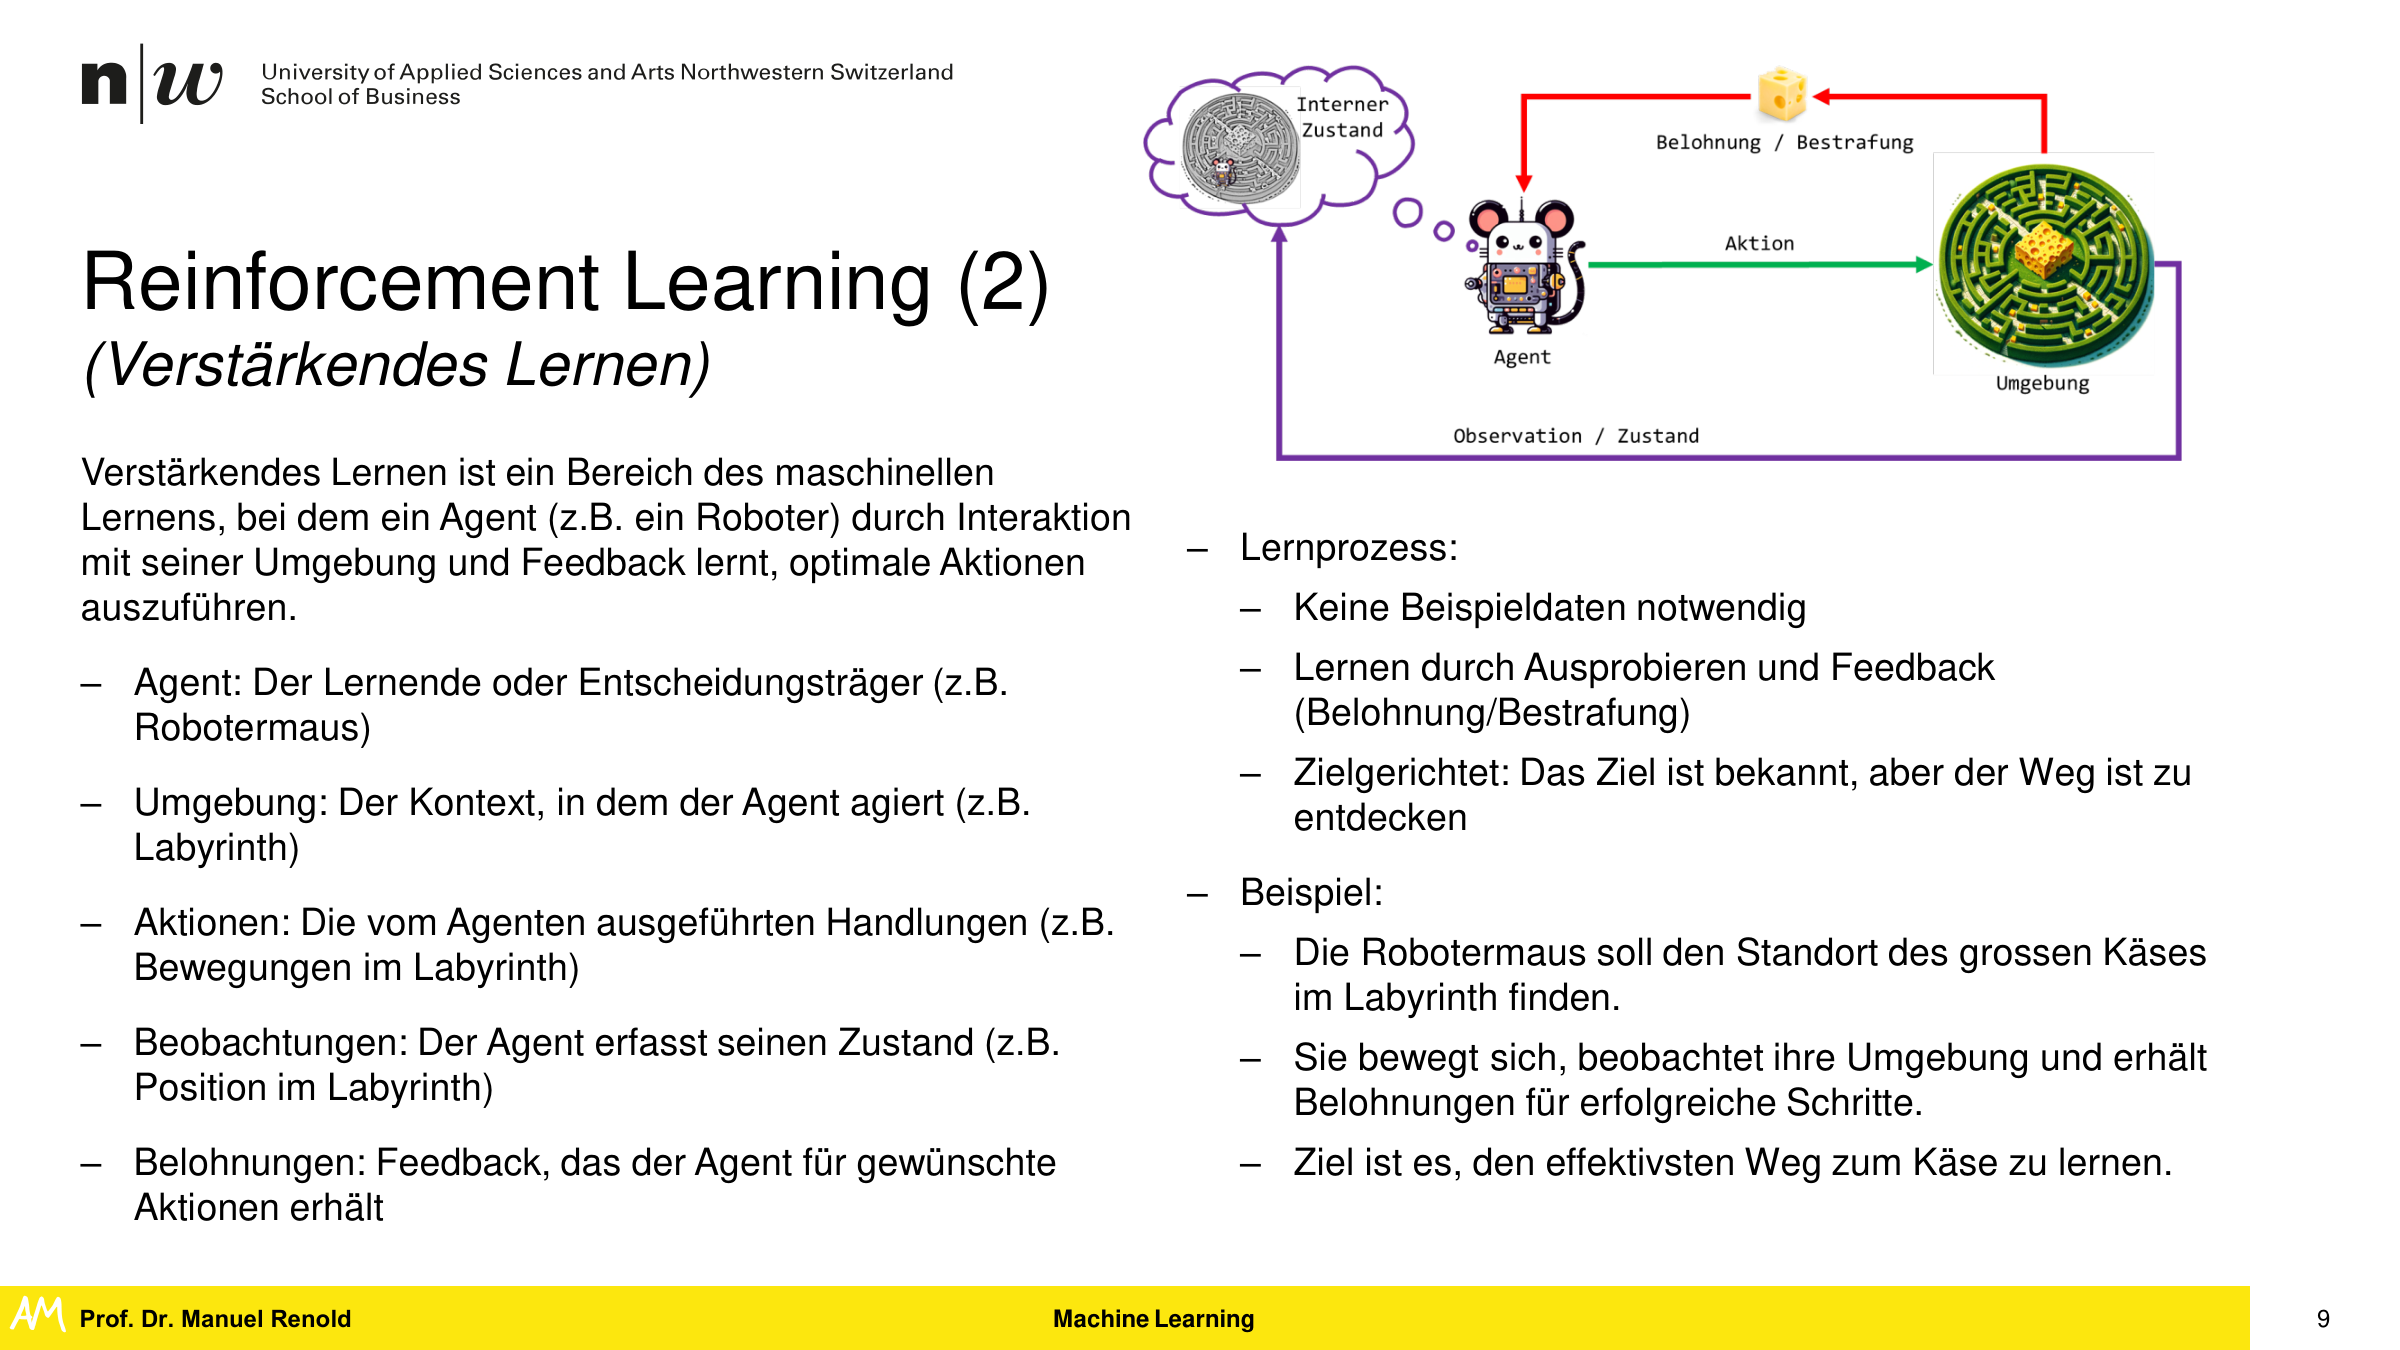 n|w University of Applied Sciences and Arts Northwestern Switzerland
School of Business
Reinforcement Learning (2)
(Verstärkendes Lernen)
Verstärkendes Lernen ist ein Bereich des maschinellen
Lernens, bei dem ein Agent (z.B. ein Roboter) durch Interaktion
mit seiner Umgebung und Feedback lernt, optimale Aktionen
auszuführen.
– Agent: Der Lernende oder Entscheidungsträger (z.B.
Robotermaus)
– Umgebung: Der Kontext, in dem der Agent agiert (z.B.
Labyrinth)
– Aktionen: Die vom Agenten ausgeführten Handlungen (z.B.
Bewegungen im Labyrinth)
– Beobachtungen: Der Agent erfasst seinen Zustand (z.B.
Position im Labyrinth)
– Belohnungen: Feedback, das der Agent für gewünschte
Aktionen erhält
Interner
Zustand
Belohnung / Bestrafung
Aktion
Agent
Umgebung
Observation / Zustand
– Lernprozess:
– Keine Beispieldaten notwendig
– Lernen durch Ausprobieren und Feedback
(Belohnung/Bestrafung)
– Zielgerichtet: Das Ziel ist bekannt, aber der Weg ist zu
entdecken
– Beispiel:
– Die Robotermaus soll den Standort des grossen Käses
im Labyrinth finden.
– Sie bewegt sich, beobachtet ihre Umgebung und erhält
Belohnungen für erfolgreiche Schritte.
– Ziel ist es, den effektivsten Weg zum Käse zu lernen.
AM Prof. Dr. Manuel Renold
Machine Learning
9